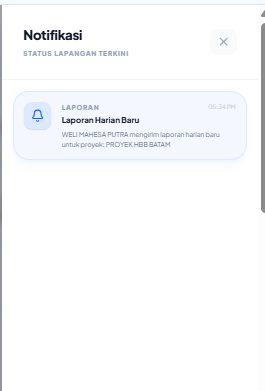 Notifikasi
STATUS LAPANGAN TERKINI
LAPORAN
05.34 PM
Laporan Harian Baru
WELI MAHESA PUTRA mengirim laporan harian baru
untuk proyek: PROYEK HBB BATAM